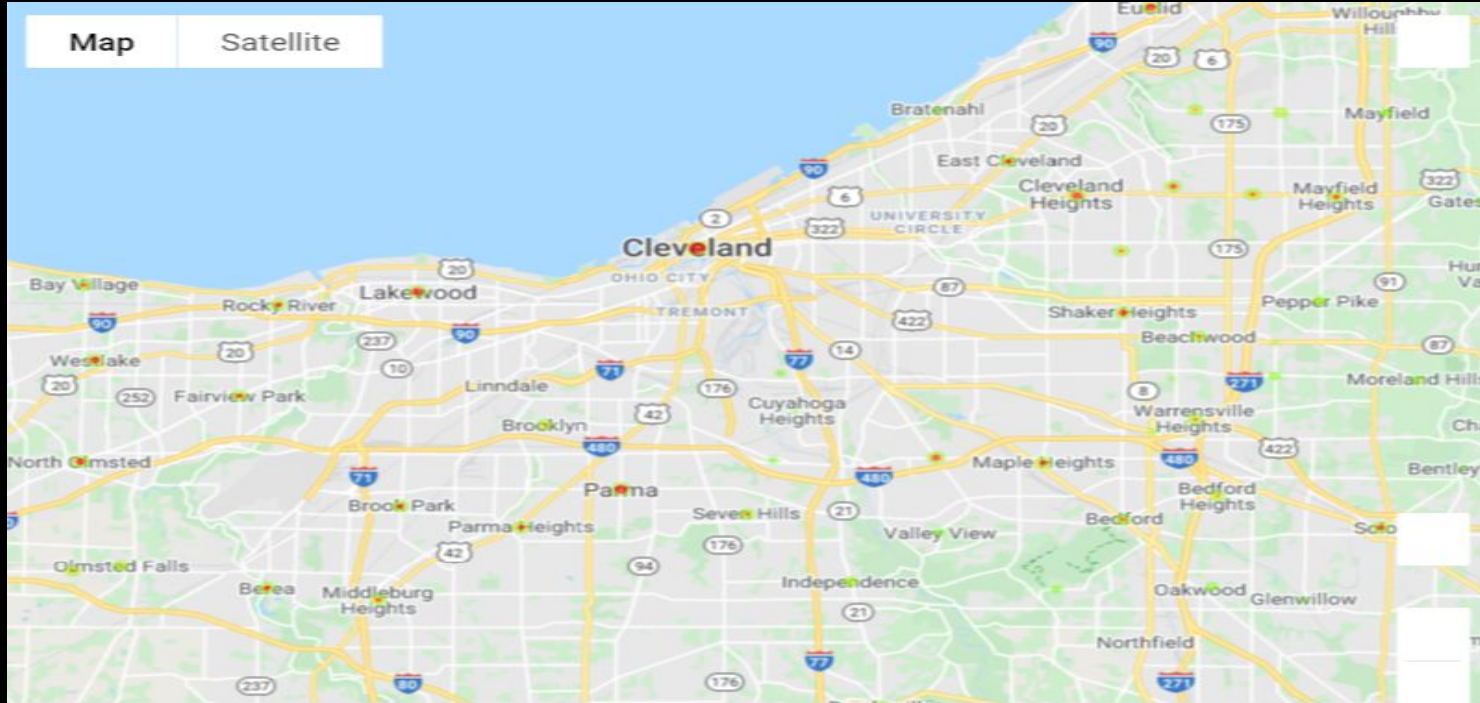 Map
Satellite
Euclid
Willoughby
Hill
90
20
6
Bratenahl
Mayfield
20
175
East Cleveland
90
322
Cleveland
Heights
Mayfield
Heights
6
Gates
2
UNIVERSITY
CIRCLE
322
Cleveland
175
20
OHIO CITY
Bay Village
Lakewood
87
91
Rocky River
Pepper Pike
TREMONT
Shaker Heights
90
90
422
Beachwood
237
87
20
14
Westlake
77
10
71
20
Linndale
271
Moreland Hills
252
Fairview Park
176
8
42
Cuyahoga
Heights
Warrensville
Heights
Brooklyn
480
422
North Olmsted
Maple Heights
480
Bentley
71
480
Parma
Bedford
Heights
Brook Park
Seven Hills
21
Bedford
Parma Heights
Valley View
Solo
176
42
Olmsted Falls
94
Independence
Berea
Middleburg
Heights
Oakwood
Glenwillow
21
Northfield
77
237
80
176
271